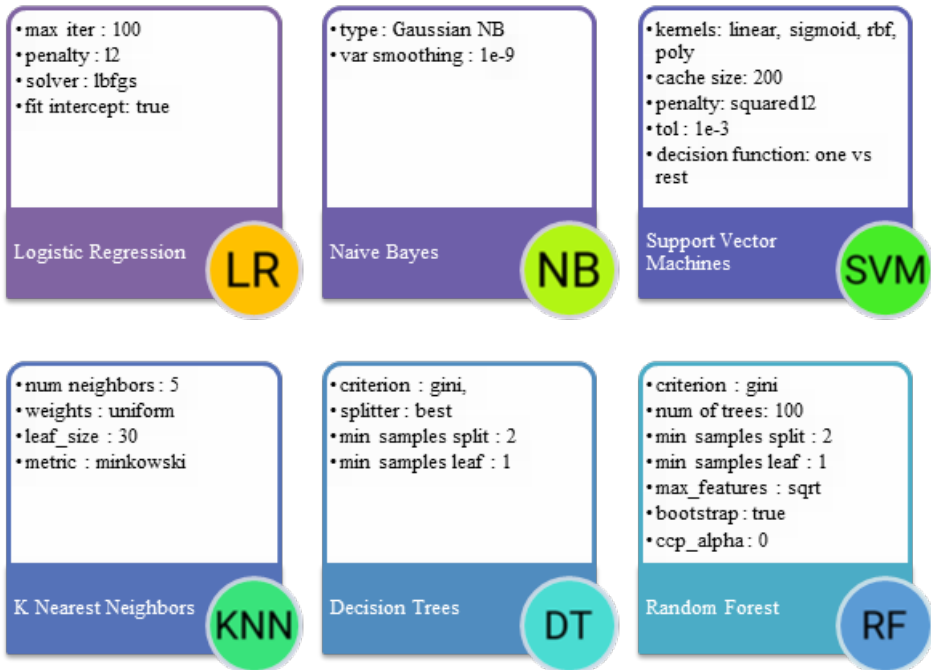 •max iter : 100
•penalty : l2
•solver : lbfgs
•fit intercept: true
Logistic Regression
LR
•type : Gaussian NB
•var smoothing : 1e-9
Naive Bayes
NB
•kernels: linear, sigmoid, rbf,
poly
•cache size: 200
•penalty: squared l2
•tol : 1e-3
•decision function: one vs
rest
Support Vector
Machines
SVM
•num neighbors : 5
•weights : uniform
•leaf_size : 30
•metric : minkowski
K Nearest Neighbors
KNN
•criterion : gini,
•splitter : best
•min samples split : 2
•min samples leaf : 1
Decision Trees
DT
•criterion : gini
•num of trees: 100
•min samples split : 2
•min samples leaf : 1
•max_features : sqrt
•bootstrap : true
•ccp_alpha : 0
Random Forest
RF